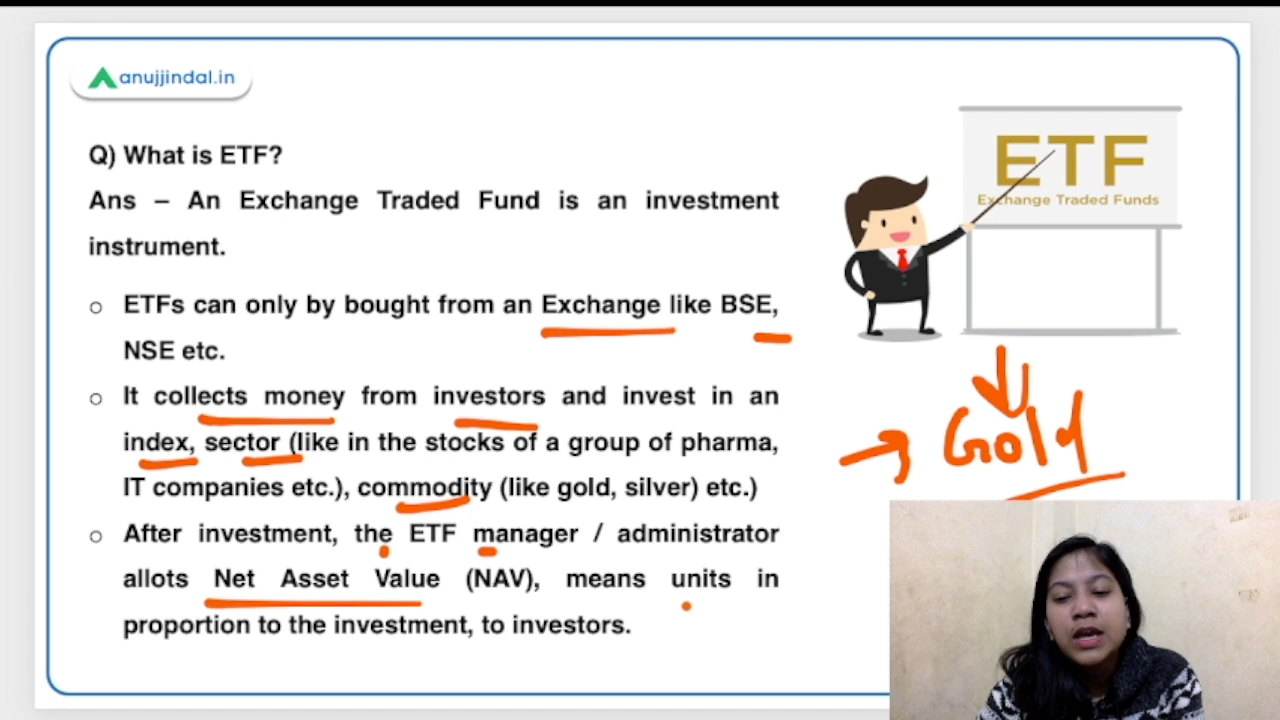 anujjindal.in
Q) What is ETF?
Ans – An Exchange Traded Fund is an investment
instrument.
ETFs can only by bought from an Exchange like BSE,
NSE etc.
It collects money from investors and invest in an
index, sector (like in the stocks of a group of pharma,
IT companies etc.), commodity (like gold, silver) etc.)
After investment, the ETF manager / administrator
allots Net Asset Value (NAV), means units in
proportion to the investment, to investors.
ETF
Exchange Traded Funds
Gold